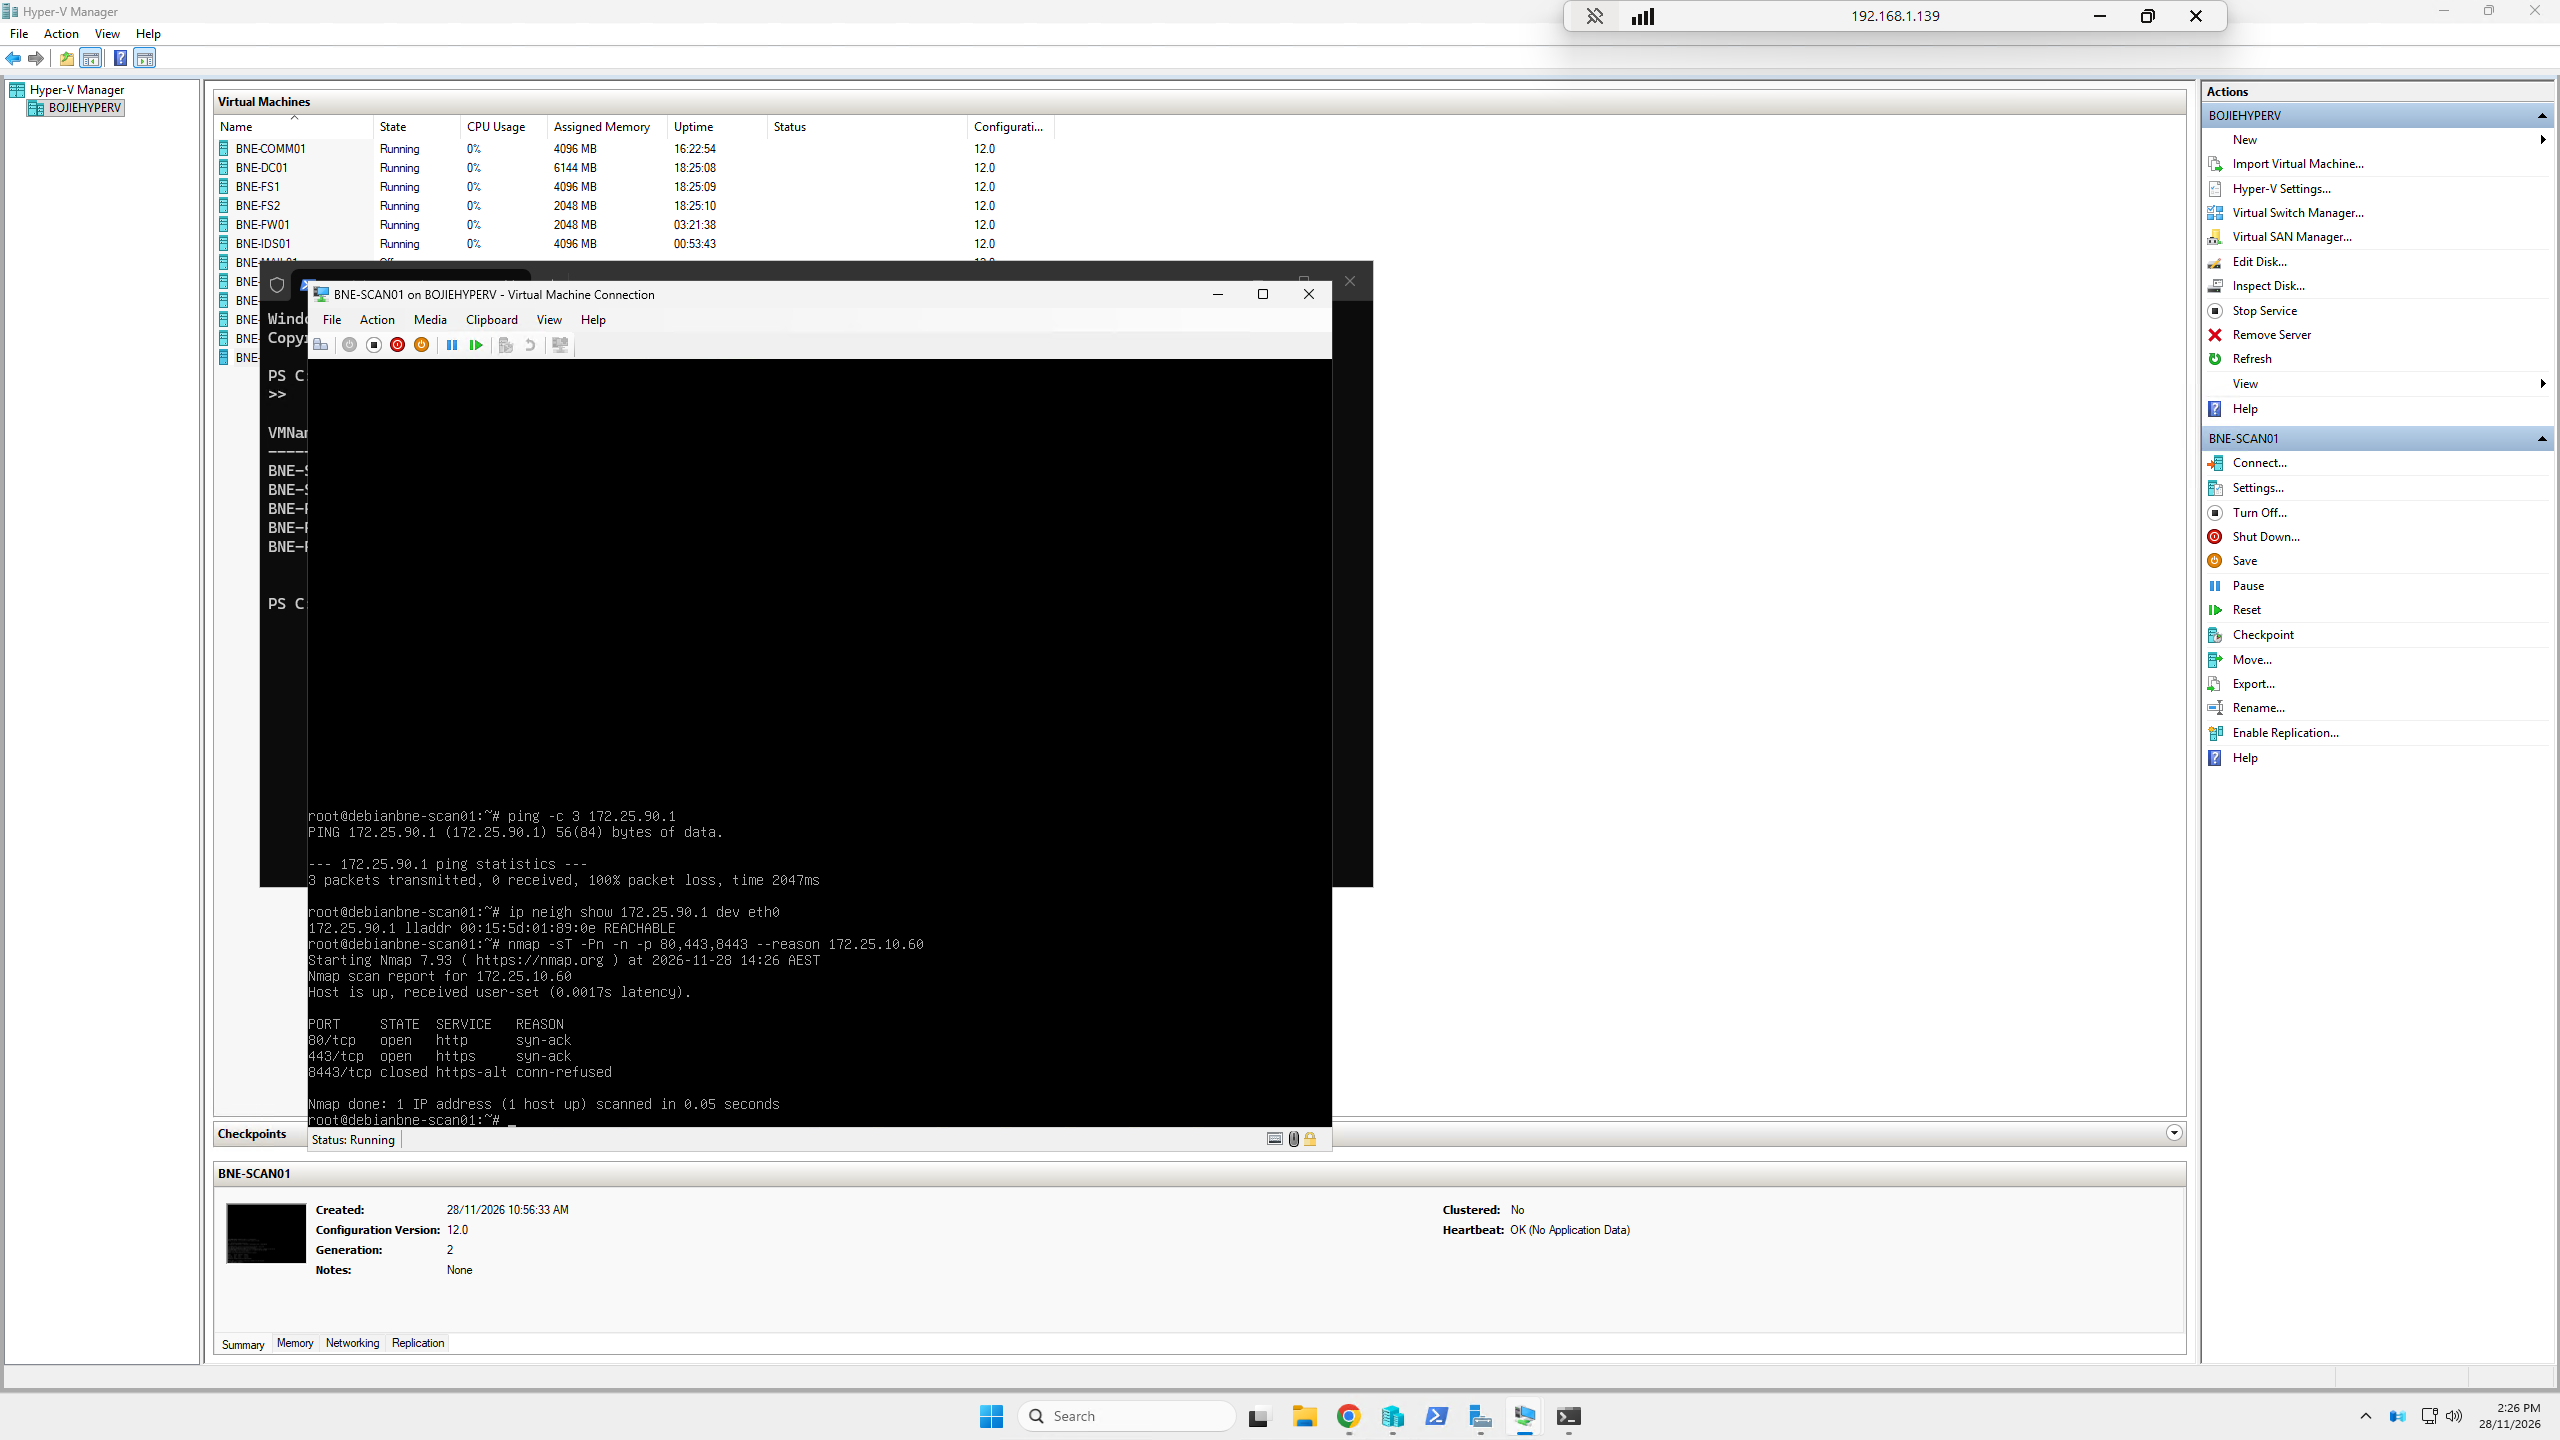 Hyper-V Manager
192.168.1.139
File Action View Help
Hyper-V Manager
BOJIEHYPERV
Virtual Machines
Name State CPU Usage Assigned Memory Uptime Status Configurati...
BNE-COMM01 Running 0% 4096 MB 16:22:54 12.0
BNE-DC01 Running 0% 6144 MB 18:25:08 12.0
BNE-FS1 Running 0% 4096 MB 18:25:09 12.0
BNE-FS2 Running 0% 2048 MB 18:25:10 12.0
BNE-FW01 Running 0% 2048 MB 03:21:38 12.0
BNE-IDS01 Running 0% 4096 MB 00:53:43 12.0
BNE-
BNE-
BNE-
BNE-
BNE-
PS C
>>
BNE-
BNE-
BNE-
BNE-
BNE-
PS C
BNE-SCAN01 on BOJIEHYPERV - Virtual Machine Connection
File Action Media Clipboard View Help
root@debianbne-scan01:~# ping -c 3 172.25.90.1
PING 172.25.90.1 (172.25.90.1) 56(84) bytes of data.
--- 172.25.90.1 ping statistics ---
3 packets transmitted, 0 received, 100% packet loss, time 2047ms
root@debianbne-scan01:~# ip neigh show 172.25.90.1 dev eth0
172.25.90.1 lladdr 00:15:5d:01:89:0e REACHABLE
root@debianbne-scan01:~# nmap -sT -Pn -n -p 80,443,8443 --reason 172.25.10.60
Starting Nmap 7.93 ( https://nmap.org ) at 2026-11-28 14:26 AEST
Nmap scan report for 172.25.10.60
Host is up, received user-set (0.0017s latency).
PORT STATE SERVICE REASON
80/tcp open http syn-ack
443/tcp open https syn-ack
8443/tcp closed https-alt conn-refused
Nmap done: 1 IP address (1 host up) scanned in 0.05 seconds
root@debianbne-scan01:~# _
Status: Running
Checkpoints
BNE-SCAN01
Created: 28/11/2026 10:56:33 AM
Configuration Version: 12.0
Generation: 2
Notes: None
Clustered: No
Heartbeat: OK (No Application Data)
Summary Memory Networking Replication
Actions
BOJIEHYPERV
New
Import Virtual Machine...
Hyper-V Settings...
Virtual Switch Manager...
Virtual SAN Manager...
Edit Disk...
Inspect Disk...
Stop Service
Remove Server
Refresh
View
Help
BNE-SCAN01
Connect...
Settings...
Turn Off...
Shut Down...
Save
Pause
Reset
Checkpoint
Move...
Export...
Rename...
Enable Replication...
Help
Search
2:26 PM
28/11/2026